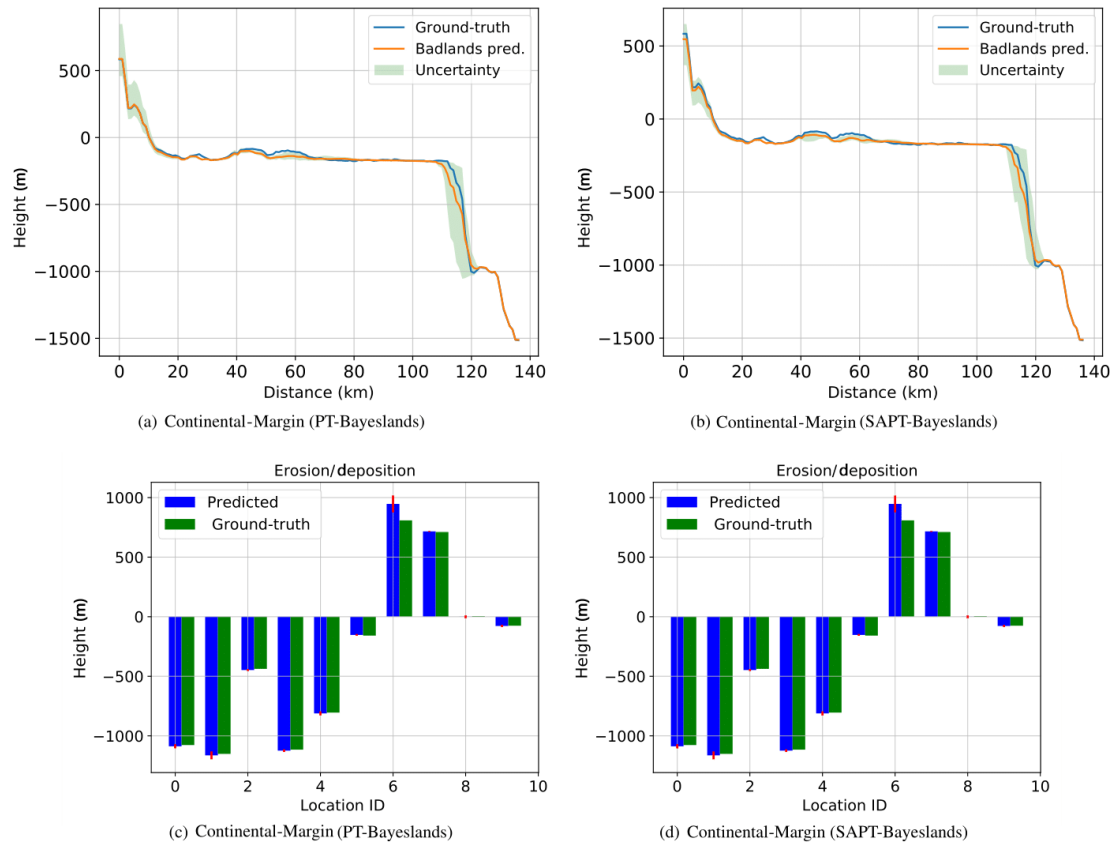 Ground-truth
Badlands pred.
Uncertainty
500
0
−500
−1000
−1500
Height (m)
0 20 40 60 80 100 120 140
Distance (km)
(a) Continental-Margin (PT-Bayeslands)
Ground-truth
Badlands pred.
Uncertainty
500
0
−500
−1000
−1500
Height (m)
0 20 40 60 80 100 120 140
Distance (km)
(b) Continental-Margin (SAPT-Bayeslands)
Erosion/deposition
Predicted
Ground-truth
1000
500
0
−500
−1000
Height (m)
0 2 4 6 8 10
Location ID
(c) Continental-Margin (PT-Bayeslands)
Erosion/deposition
Predicted
Ground-truth
1000
500
0
−500
−1000
Height (m)
0 2 4 6 8 10
Location ID
(d) Continental-Margin (SAPT-Bayeslands)